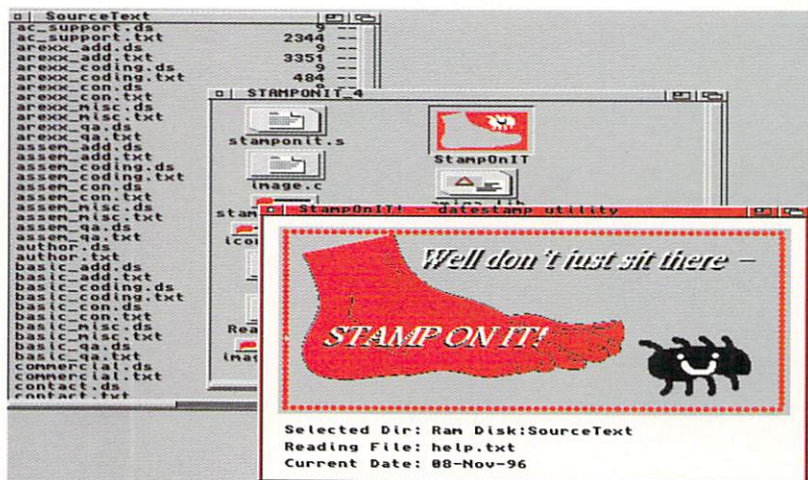 SourceText
ac_support.ds 9 --
ac_support.txt 2344 --
arexx_add.ds 9 --
arexx_add.txt 3351 --
arexx_coding.ds 9 --
arexx_coding.txt 484 --
arexx_con.ds
arexx_con.txt
arexx_misc.ds
arexx_misc.txt
arexx_qa.ds
arexx_qa.txt
assem_add.ds
assem_add.txt
assem_coding.ds
assem_coding.txt
assem_con.ds
assem_con.txt
assem_misc.ds
assem_misc.txt
assem_qa.ds
assem_qa.txt
author.ds
author.txt
basic_add.ds
basic_add.txt
basic_coding.ds
basic_coding.txt
basic_con.ds
basic_con.txt
basic_misc.ds
basic_misc.txt
basic_qa.ds
basic_qa.txt
commercial.ds
commercial.txt
contact.ds
contact.txt
STAMPONIT_4
stamponit.s
StampOnIT
image.c
StampOnIT! - datestamp utility
Well don't just sit there -
STAMP ON IT!
Selected Dir: Ram Disk:SourceText
Reading File: help.txt
Current Date: 08-Nov-96